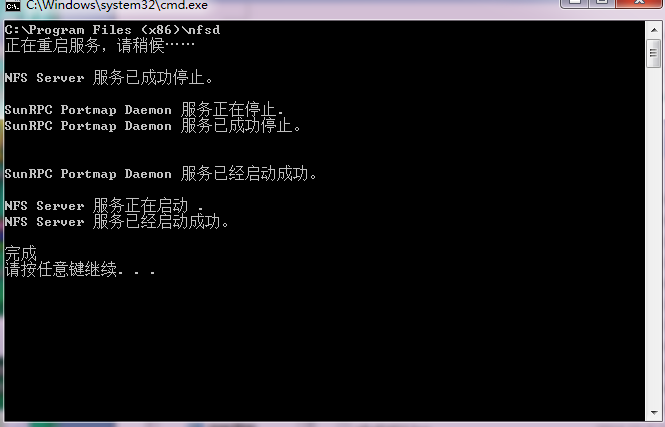 C:\Windows\system32\cmd.exe
C:\Program Files (x86)\nfsd
正在重启服务，请稍候……
NFS Server 服务已成功停止。
SunRPC Portmap Daemon 服务正在停止.
SunRPC Portmap Daemon 服务已成功停止。
SunRPC Portmap Daemon 服务已经启动成功。
NFS Server 服务正在启动 .
NFS Server 服务已经启动成功。
完成
请按任意键继续. . .